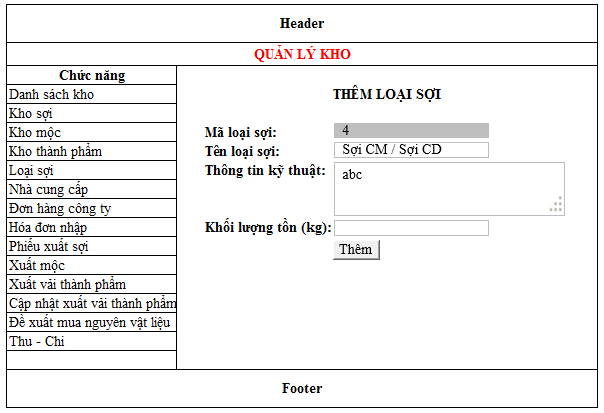 Header
QUẢN LÝ KHO
Chức năng
Danh sách kho
Kho sợi
Kho mộc
Kho thành phẩm
Loại sợi
Nhà cung cấp
Đơn hàng công ty
Hóa đơn nhập
Phiếu xuất sợi
Xuất mộc
Xuất vải thành phẩm
Cập nhật xuất vải thành phẩm
Đề xuất mua nguyên vật liệu
Thu - Chi
THÊM LOẠI SỢI
Mã loại sợi: 4
Tên loại sợi: Sợi CM / Sợi CD
Thông tin kỹ thuật: abc
Khối lượng tồn (kg):
Thêm
Footer